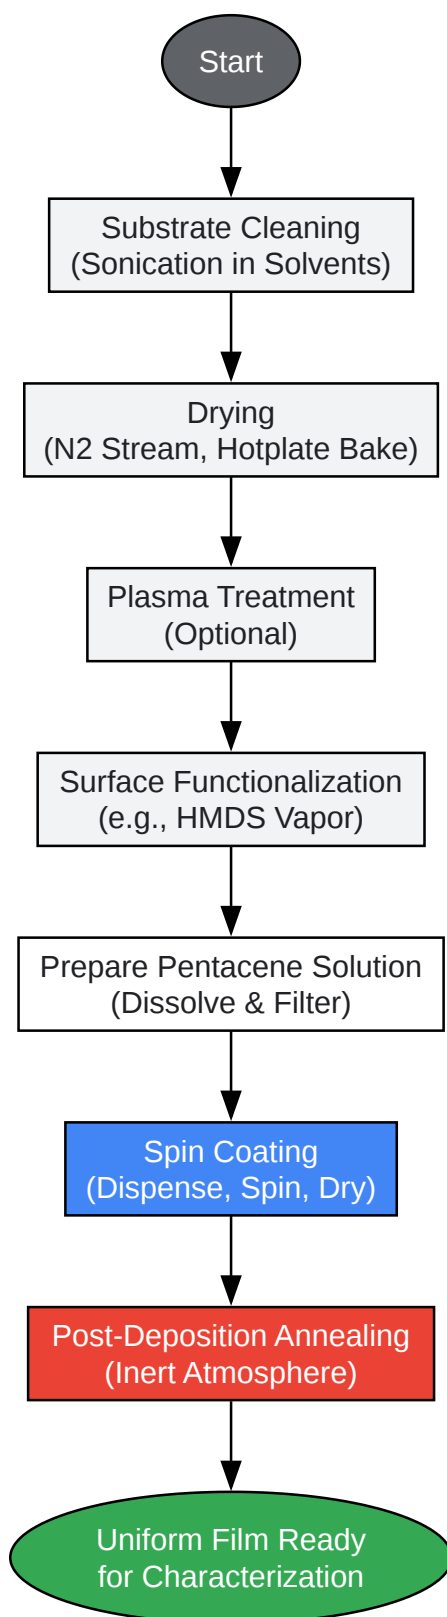 Start
Substrate Cleaning
(Sonication in Solvents)
Drying
(N2 Stream, Hotplate Bake)
Plasma Treatment
(Optional)
Surface Functionalization
(e.g., HMDS Vapor)
Prepare Pentacene Solution
(Dissolve & Filter)
Spin Coating
(Dispense, Spin, Dry)
Post-Deposition Annealing
(Inert Atmosphere)
Uniform Film Ready
for Characterization